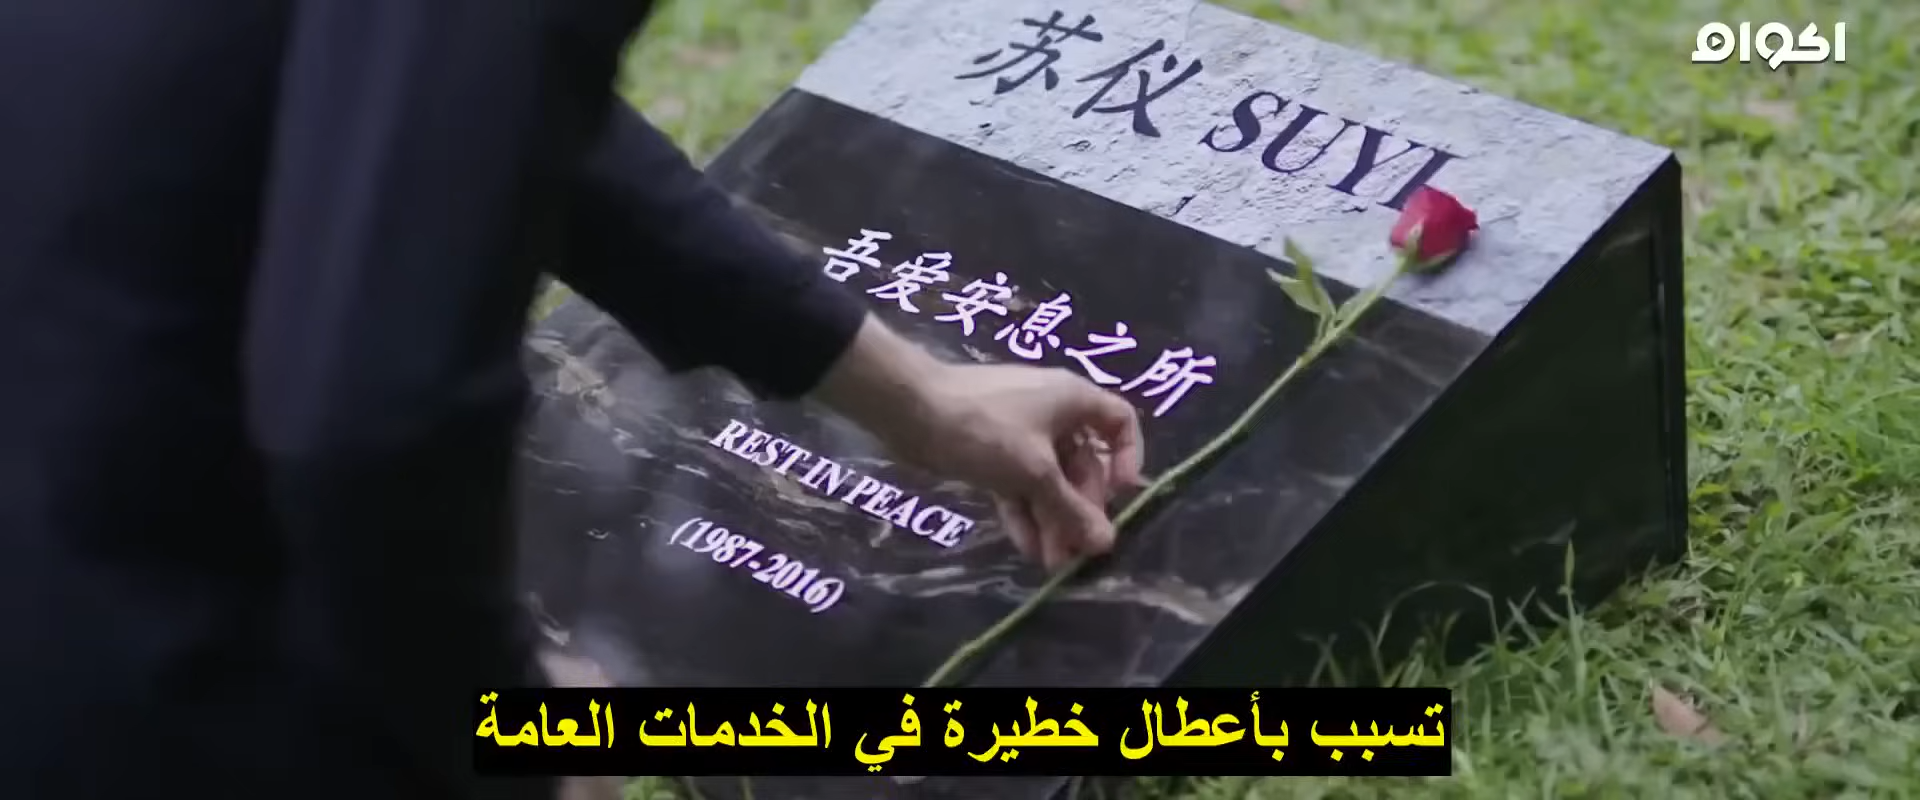 اكوام
苏仪 SUYI
吾爱安息之所
REST IN PEACE
(1987-2016)
تسبب بأعطال خطيرة في الخدمات العامة